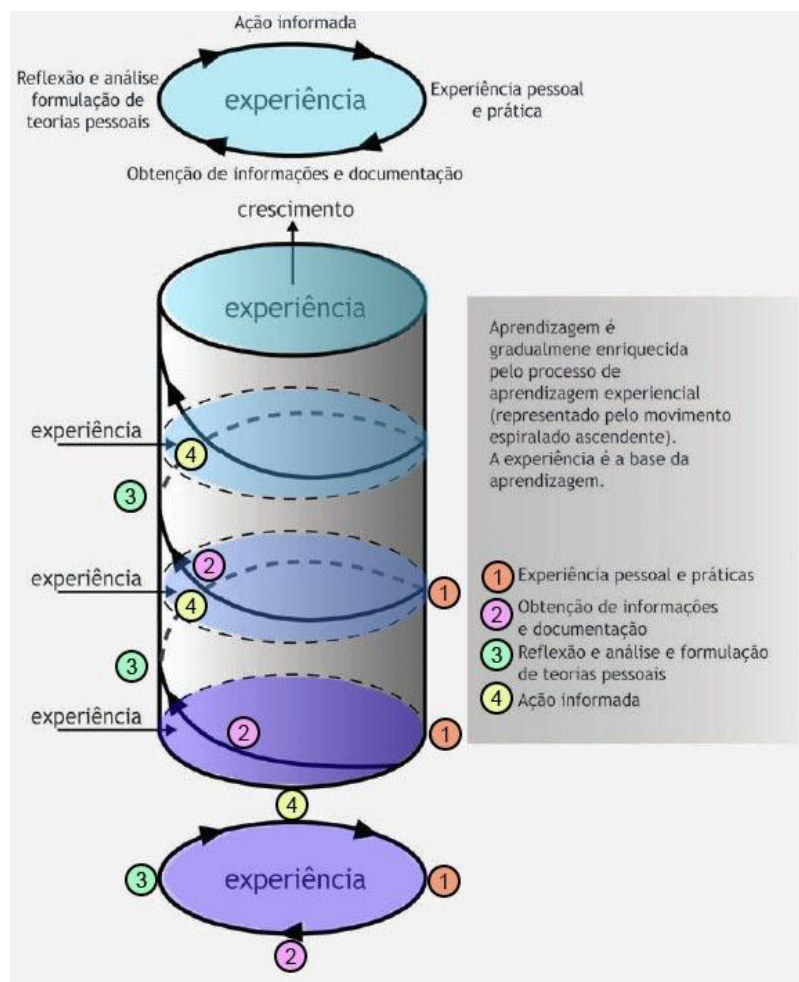 Ação informada
Reflexão e análise
formulação de
teorias pessoais
experiência
Experiência pessoal
e prática
Obtenção de informações e documentação
crescimento
experiência
experiência
4
3
experiência
2
4
1
3
experiência
2
1
4
3
experiência
1
2
Aprendizagem é
gradualmene enriquecida
pelo processo de
aprendizagem experiencial
(representado pelo movimento
espiralado ascendente).
A experiência é a base da
aprendizagem.
1 Experiência pessoal e práticas
2 Obtenção de informações
e documentação
3 Reflexão e análise e formulação
de teorias pessoais
4 Ação informada